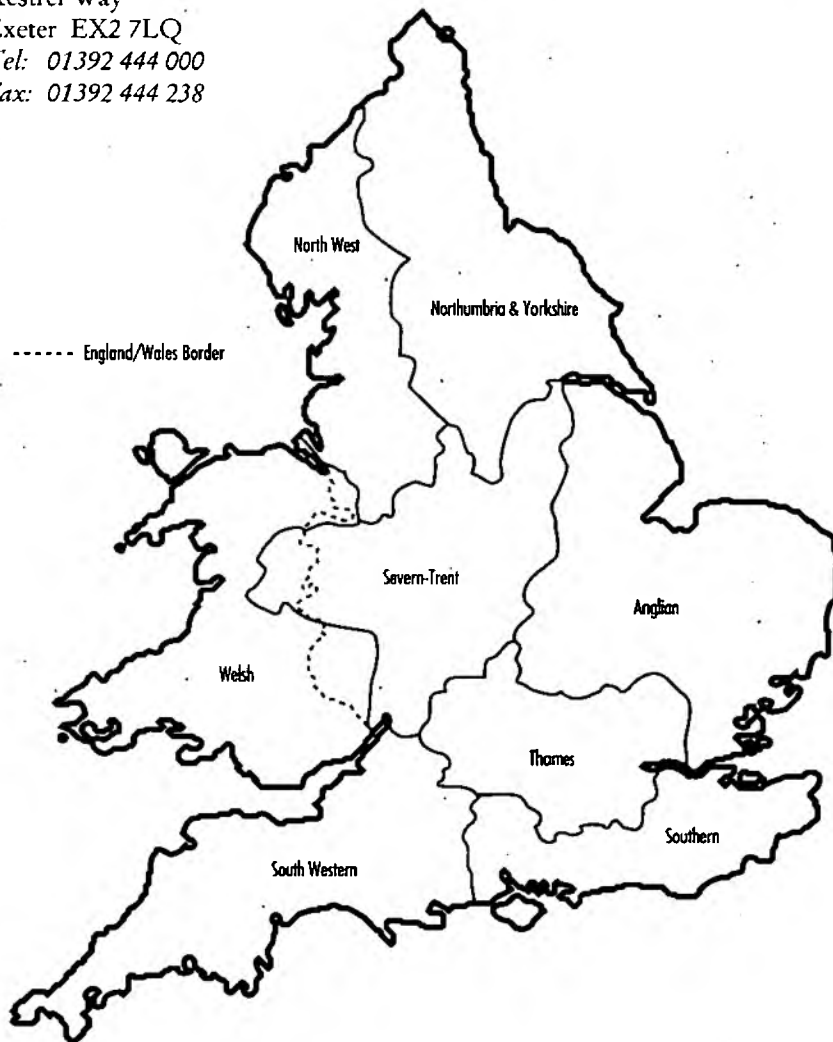 Exeter EX2 7LQ
Tel: 01392 444 000
Fax: 01392 444 238
North West
Northumbria & Yorkshire
------ England/Wales Border
Severn-Trent
Anglian
Welsh
Thames
Southern
South Western